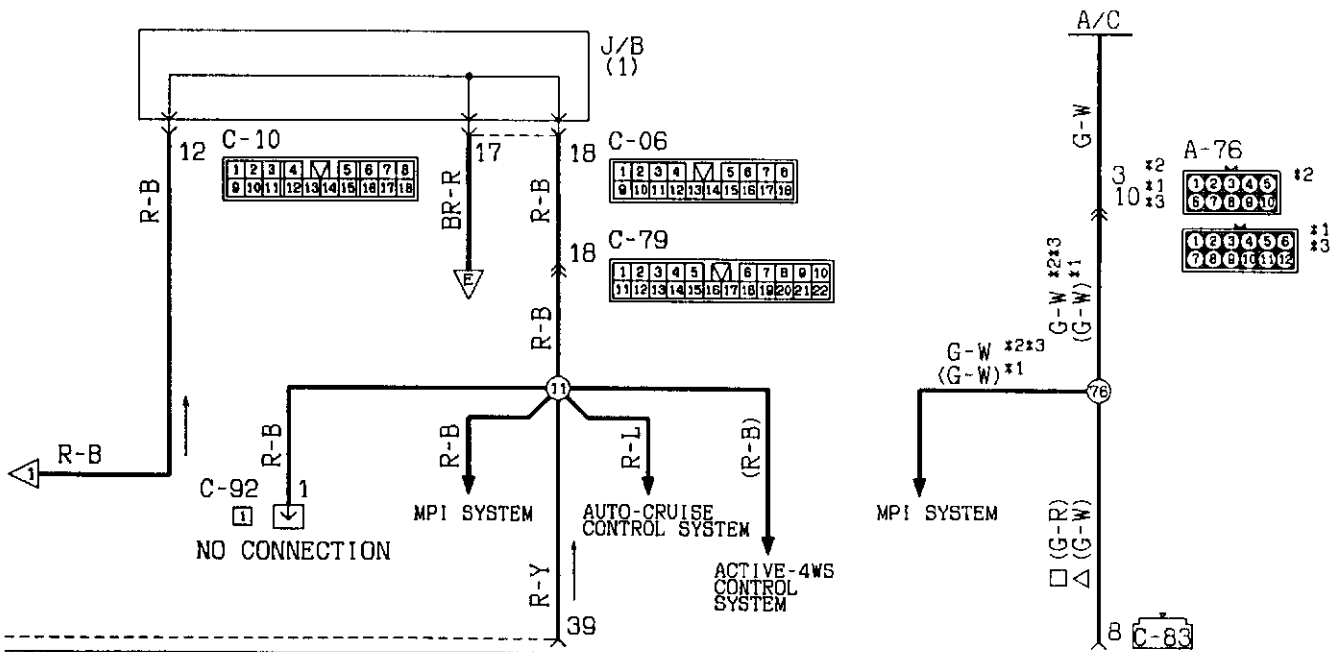 J/B
(1)
A/C
12
C-10
1 2 3 4 5 6 7 8
9 10 11 12 13 14 15 16 17 18
17
18
C-06
1 2 3 4 5 6 7 8
9 10 11 12 13 14 15 16 17 18
R-B
BR-R
R-B
G-W
3 *2
10 *1
*3
A-76
1 2 3 4 5
6 7 8 9 10
*2
1 2 3 4 5 6
7 8 9 10 11 12
*1
*3
18
C-79
1 2 3 4 5 6 7 8 9 10
11 12 13 14 15 16 17 18 19 20 21 22
E
R-B
G-W *2*3
(G-W) *1
G-W *2*3
(G-W) *1
11
76
1
R-B
R-B
R-B
R-L
(R-B)
C-92
1
1
NO CONNECTION
MPI SYSTEM
AUTO-CRUISE
CONTROL SYSTEM
ACTIVE-4WS
CONTROL
SYSTEM
MPI SYSTEM
R-Y
39
(G-R)
(G-W)
8
C-83